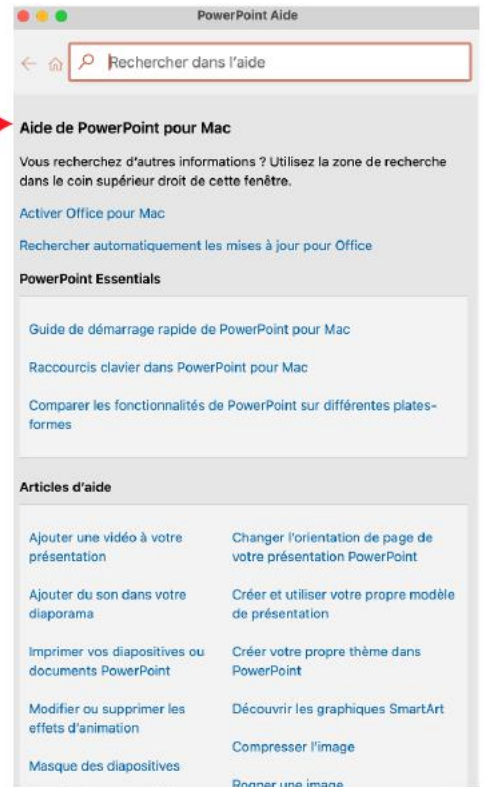 PowerPoint Aide
Rechercher dans l'aide
Aide de PowerPoint pour Mac
Vous recherchez d'autres informations ? Utilisez la zone de recherche
dans le coin supérieur droit de cette fenêtre.
Activer Office pour Mac
Rechercher automatiquement les mises à jour pour Office
PowerPoint Essentials
Guide de démarrage rapide de PowerPoint pour Mac
Raccourcis clavier dans PowerPoint pour Mac
Comparer les fonctionnalités de PowerPoint sur différentes plates-
formes
Articles d'aide
Ajouter une vidéo à votre
présentation
Ajouter du son dans votre
diaporama
Imprimer vos diapositives ou
documents PowerPoint
Modifier ou supprimer les
effets d'animation
Masque des diapositives
Changer l'orientation de page de
votre présentation PowerPoint
Créer et utiliser votre propre modèle
de présentation
Créer votre propre thème dans
PowerPoint
Découvrir les graphiques SmartArt
Compresser l'image
Rogner une image